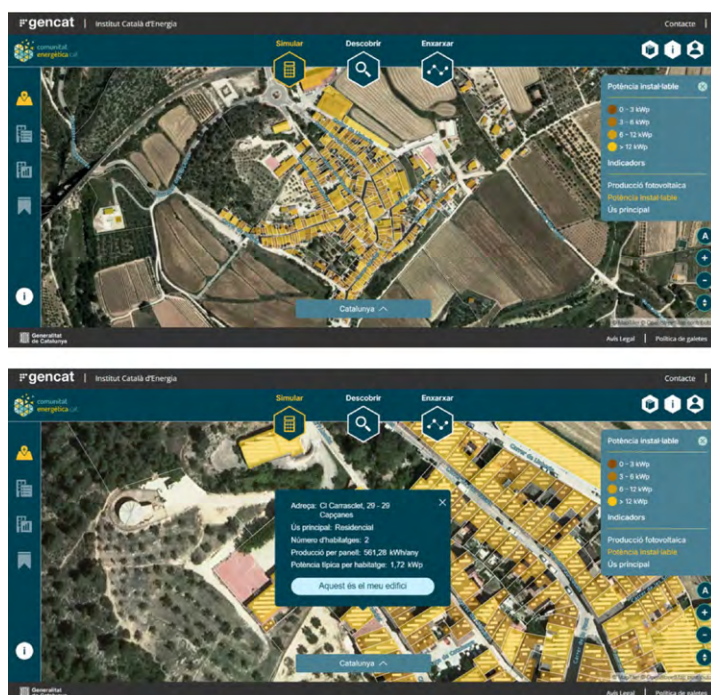 gencat | Institut Català d'Energia
Contacte
comunitat
energètica.cat
Simular
Descobrir
Enxarxar
Potència instal·lable
0 - 3 kWp
3 - 6 kWp
6 - 12 kWp
> 12 kWp
Indicadors
Producció fotovoltaica
Potència instal·lable
Ús principal
A
Catalunya
Generalitat
de Catalunya
Avís Legal | Política de galetes
gencat | Institut Català d'Energia
Contacte
comunitat
energètica.cat
Simular
Descobrir
Enxarxar
Potència instal·lable
0 - 3 kWp
3 - 6 kWp
6 - 12 kWp
> 12 kWp
Indicadors
Producció fotovoltaica
Potència instal·lable
Ús principal
Adreça: Cl Carrasclet, 29 - 29
Capçanes
Ús principal: Residencial
Número d'habitatges: 2
Producció per panell: 561,28 kWh/any
Potència típica per habitatge: 1,72 kWp
Aquest és el meu edifici
A
Catalunya
Generalitat
de Catalunya
Avís Legal | Política de galetes